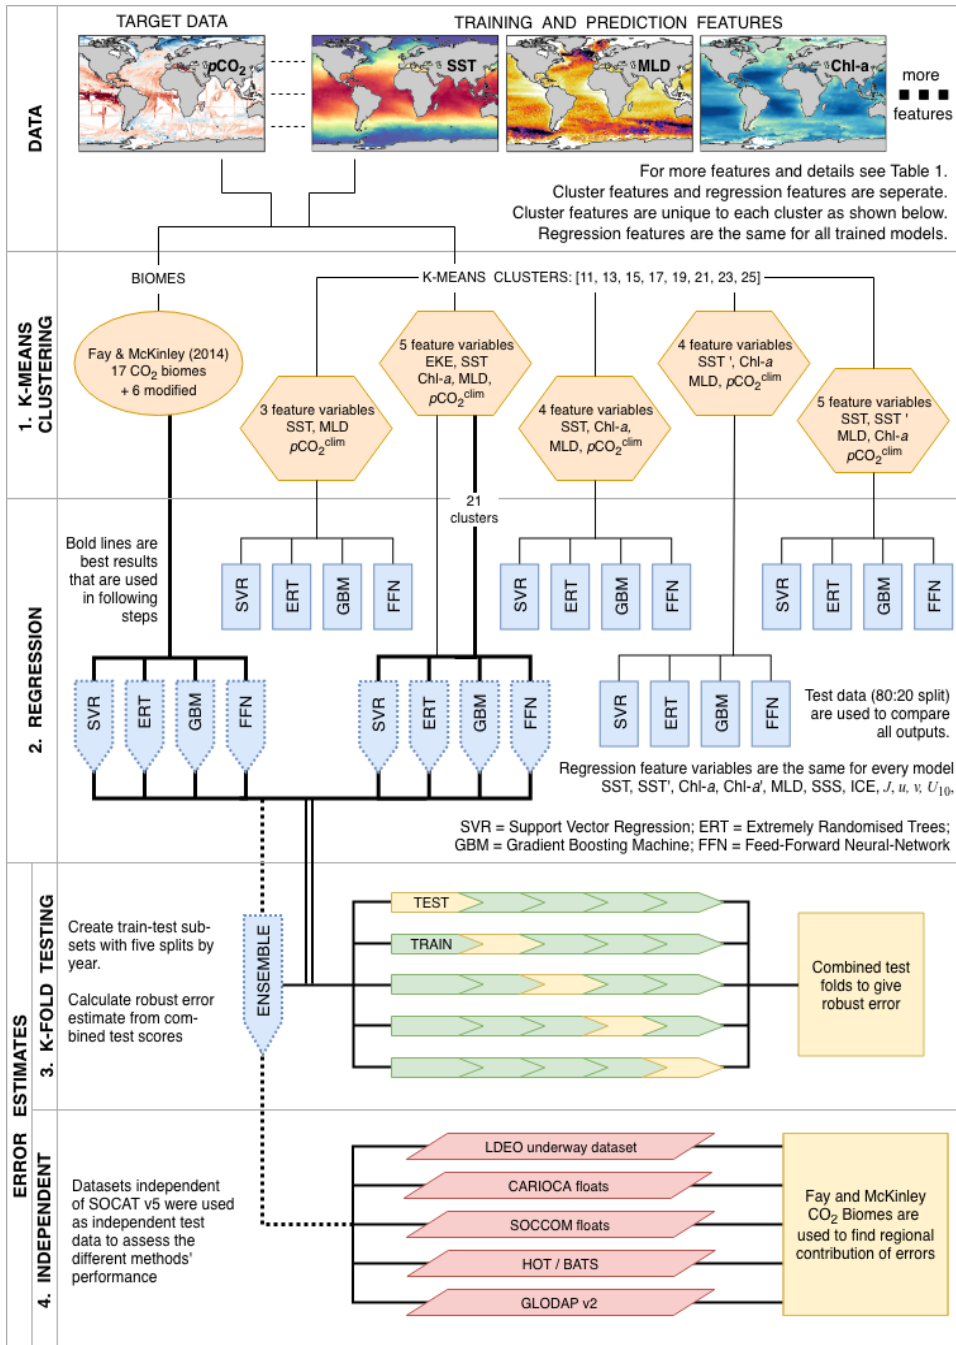 TARGET DATA
TRAINING AND PREDICTION FEATURES
pCO2
SST
MLD
Chl-a
more
features
DATA
For more features and details see Table 1.
Cluster features and regression features are seperate.
Cluster features are unique to each cluster as shown below.
Regression features are the same for all trained models.
1. K-MEANS
CLUSTERING
BIOMES
K-MEANS CLUSTERS: [11, 13, 15, 17, 19, 21, 23, 25]
Fay & McKinley (2014)
17 CO2 biomes
+ 6 modified
3 feature variables
SST, MLD
pCO2clim
5 feature variables
EKE, SST
Chl-a, MLD,
pCO2clim
4 feature variables
SST, Chl-a,
MLD, pCO2clim
4 feature variables
SST ', Chl-a
MLD, pCO2clim
5 feature variables
SST, SST '
MLD, Chl-a
pCO2clim
21
clusters
2. REGRESSION
Bold lines are
best results
that are used
in following
steps
SVR
ERT
GBM
FFN
SVR
ERT
GBM
FFN
SVR
ERT
GBM
FFN
SVR
ERT
GBM
FFN
SVR
ERT
GBM
FFN
SVR
ERT
GBM
FFN
Test data (80:20 split)
are used to compare
all outputs.
Regression feature variables are the same for every model
SST, SST', Chl-a, Chl-a', MLD, SSS, ICE, J, u, v, U10,
SVR = Support Vector Regression; ERT = Extremely Randomised Trees;
GBM = Gradient Boosting Machine; FFN = Feed-Forward Neural-Network
ERROR ESTIMATES
3. K-FOLD TESTING
Create train-test sub-
sets with five splits by
year.
Calculate robust error
estimate from com-
bined test scores
ENSEMBLE
TEST
TRAIN
Combined test
folds to give
robust error
4. INDEPENDENT
Datasets independent
of SOCAT v5 were used
as independent test
data to assess the
different methods'
performance
LDEO underway dataset
CARIOCA floats
SOCCOM floats
HOT / BATS
GLODAP v2
Fay and McKinley
CO2 Biomes are
used to find regional
contribution of errors